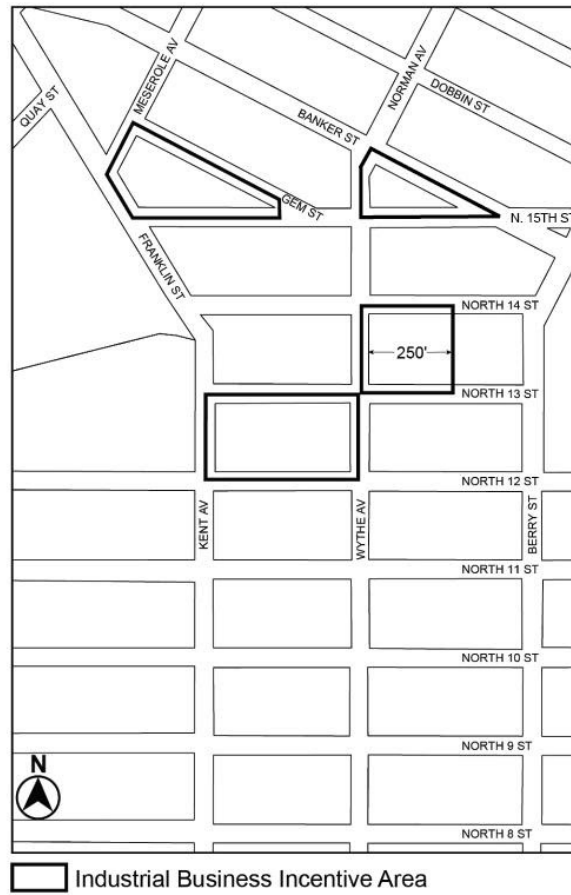 QUAY ST
MESEROLE AV
NORMAN AV
DOBBIN ST
BANKER ST
GEM ST
N. 15TH ST
FRANKLIN ST
NORTH 14 ST
250'
NORTH 13 ST
NORTH 12 ST
KENT AV
WYTHE AV
BERRY ST
NORTH 11 ST
NORTH 10 ST
NORTH 9 ST
N
NORTH 8 ST
Industrial Business Incentive Area